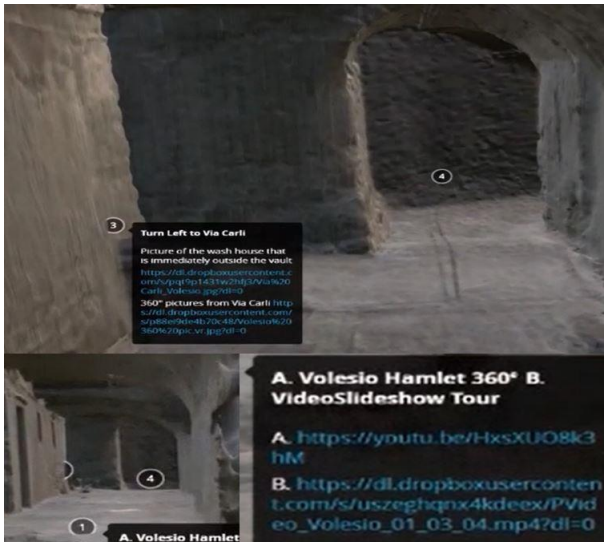 4
3
Turn Left to Via Carli
Picture of the wash house that
is immediately outside the vault
https://dl.dropboxusercontent.c
om/s/pqt9p1431w2hfj3/Via%20
Carli_Volesio.jpg?dl=0
360° pictures from Via Carli http
s://dl.dropboxusercontent.com/
s/p88ei9de4b70c48/Volesio%20
360%20pic.vr.jpg?dl=0
4
1
A. Volesio Hamlet
A. Volesio Hamlet 360° B.
VideoSlideshow Tour
A. https://youtu.be/HxsXUO8k3
hM
B. https://dl.dropboxuserconten
t.com/s/uszeghqnx4kdeex/PVid
eo_Volesio_01_03_04.mp4?dl=0